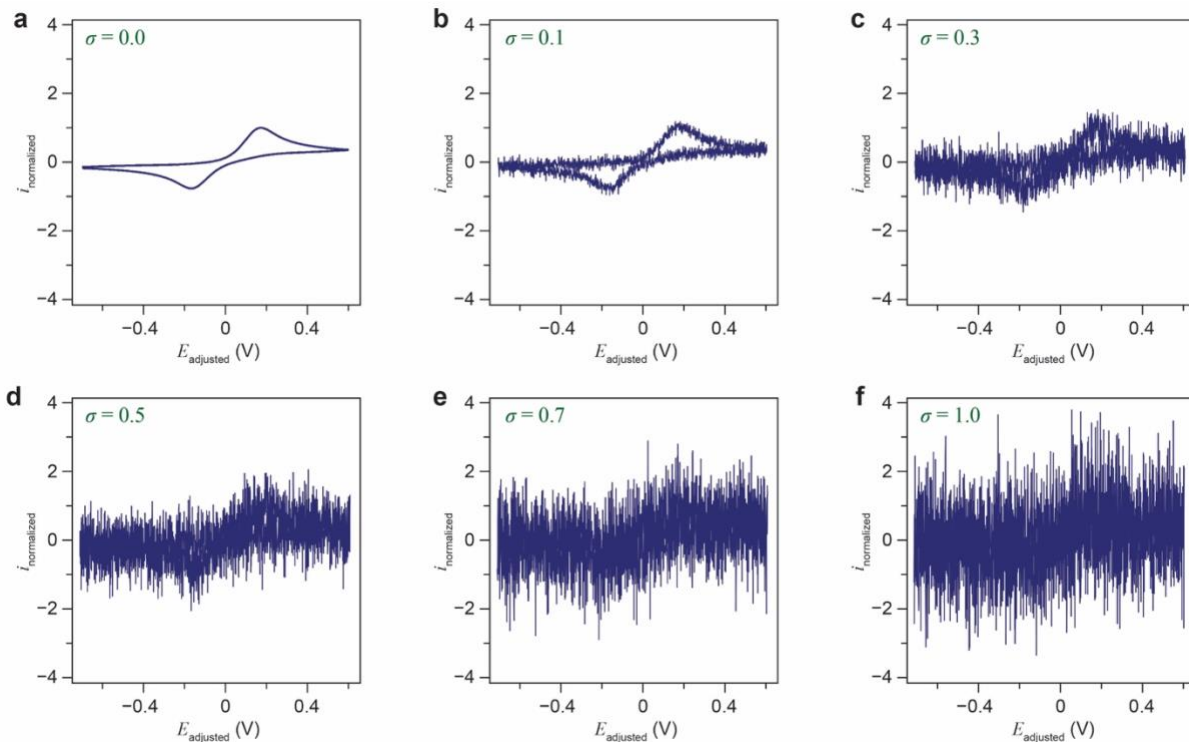 a
σ = 0.0
4
2
0
−2
−4
i normalized
−0.4 0 0.4
E adjusted (V)
b
σ = 0.1
4
2
0
−2
−4
i normalized
−0.4 0 0.4
E adjusted (V)
c
σ = 0.3
4
2
0
−2
−4
i normalized
−0.4 0 0.4
E adjusted (V)
d
σ = 0.5
4
2
0
−2
−4
i normalized
−0.4 0 0.4
E adjusted (V)
e
σ = 0.7
4
2
0
−2
−4
i normalized
−0.4 0 0.4
E adjusted (V)
f
σ = 1.0
4
2
0
−2
−4
i normalized
−0.4 0 0.4
E adjusted (V)